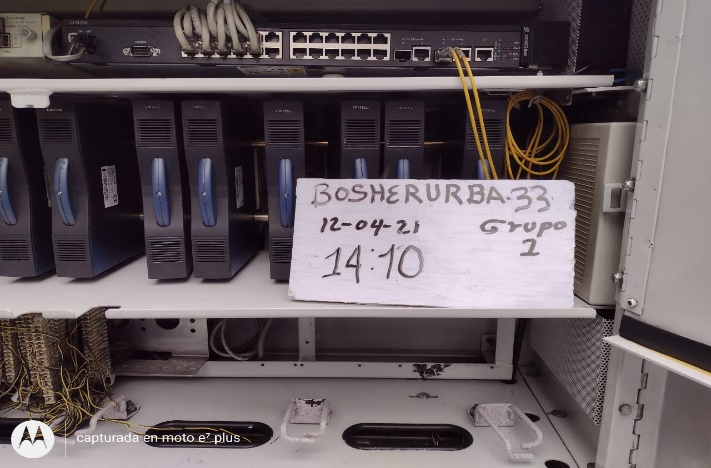 BOSHERURBA-33
12-04-21 Grupo
14:10 1
capturada en moto e⁷ plus